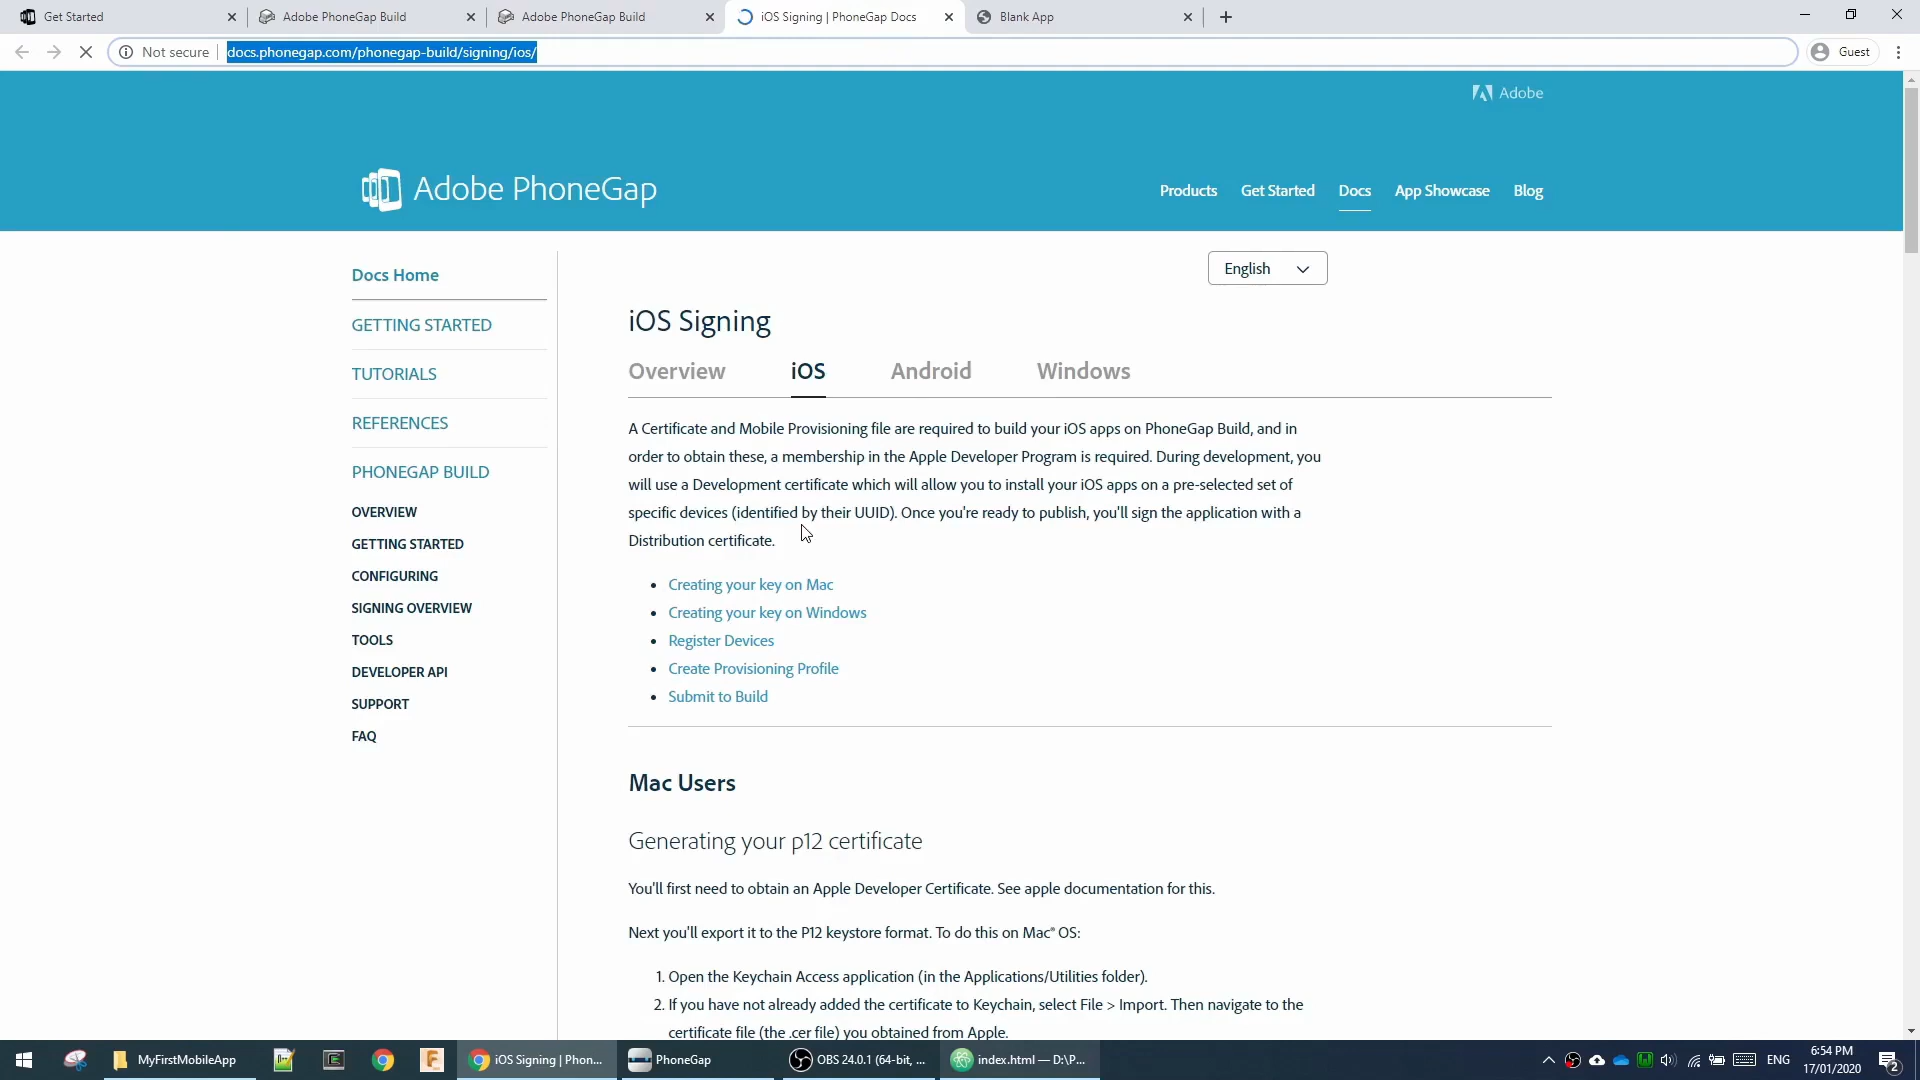 Get Started
Adobe PhoneGap Build
Adobe PhoneGap Build
iOS Signing | PhoneGap Docs
Blank App
Not secure
docs.phonegap.com/phonegap-build/signing/ios/
Guest
Adobe
Adobe PhoneGap
Products
Get Started
Docs
App Showcase
Blog
Docs Home
GETTING STARTED
TUTORIALS
REFERENCES
PHONEGAP BUILD
OVERVIEW
GETTING STARTED
CONFIGURING
SIGNING OVERVIEW
TOOLS
DEVELOPER API
SUPPORT
FAQ
English
iOS Signing
Overview
iOS
Android
Windows
A Certificate and Mobile Provisioning file are required to build your iOS apps on PhoneGap Build, and in
order to obtain these, a membership in the Apple Developer Program is required. During development, you
will use a Development certificate which will allow you to install your iOS apps on a pre-selected set of
specific devices (identified by their UUID). Once you're ready to publish, you'll sign the application with a
Distribution certificate.
• Creating your key on Mac
• Creating your key on Windows
• Register Devices
• Create Provisioning Profile
• Submit to Build
Mac Users
Generating your p12 certificate
You'll first need to obtain an Apple Developer Certificate. See apple documentation for this.
Next you'll export it to the P12 keystore format. To do this on Mac® OS:
1. Open the Keychain Access application (in the Applications/Utilities folder).
2. If you have not already added the certificate to Keychain, select File > Import. Then navigate to the
certificate file (the .cer file) you obtained from Apple.
MyFirstMobileApp
iOS Signing | Phon...
PhoneGap
OBS 24.0.1 (64-bit, ...
index.html — D:\P...
ENG
6:54 PM
17/01/2020
2